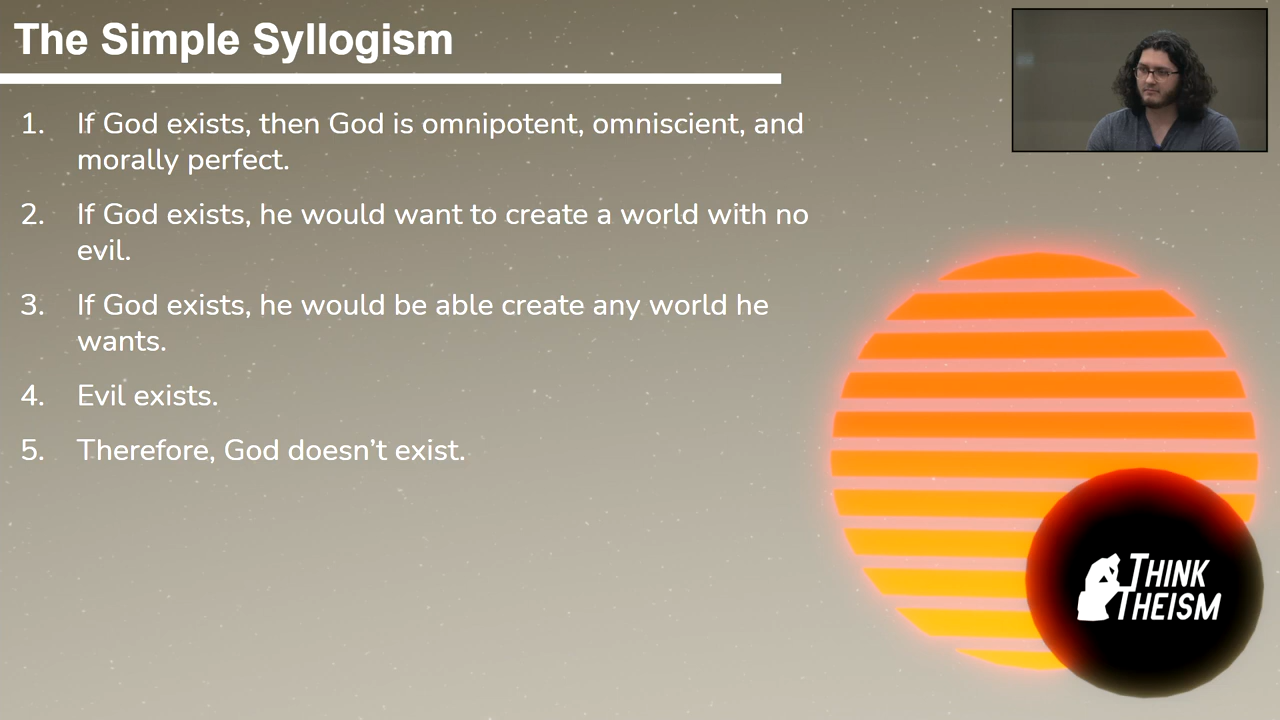 The Simple Syllogism
1. If God exists, then God is omnipotent, omniscient, and
morally perfect.
2. If God exists, he would want to create a world with no
evil.
3. If God exists, he would be able create any world he
wants.
4. Evil exists.
5. Therefore, God doesn’t exist.
THINK
THEISM